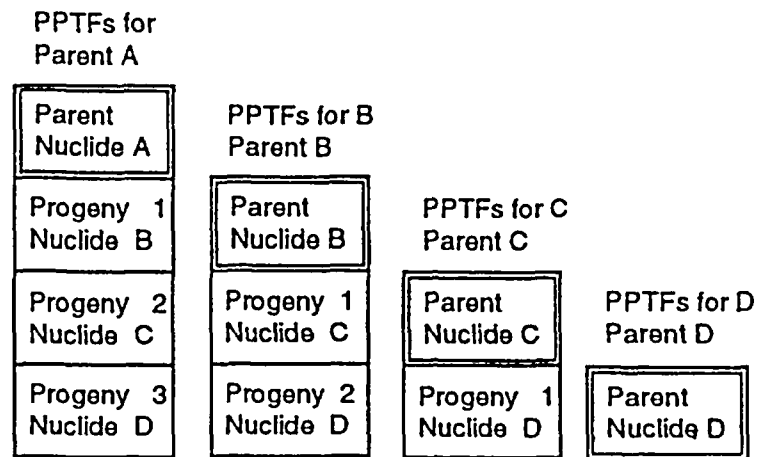 PPTFs for
Parent A
Parent
Nuclide A
Progeny 1
Nuclide B
Progeny 2
Nuclide C
Progeny 3
Nuclide D
PPTFs for B
Parent B
Parent
Nuclide B
Progeny 1
Nuclide C
Progeny 2
Nuclide D
PPTFs for C
Parent C
Parent
Nuclide C
Progeny 1
Nuclide D
PPTFs for D
Parent D
Parent
Nuclide D